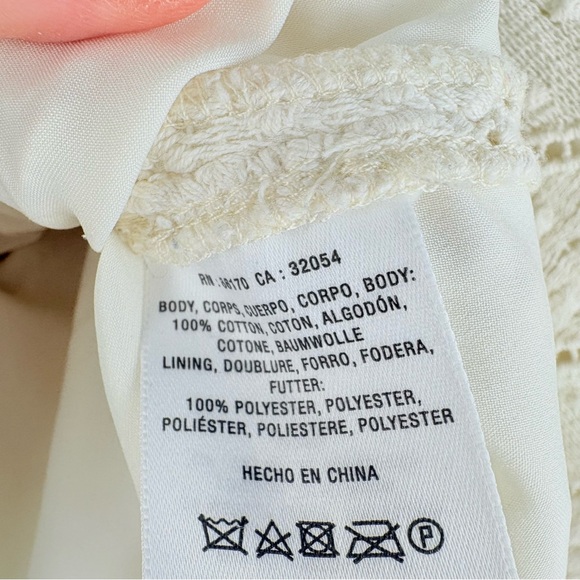 RN : 56170 CA : 32054
BODY, CORPS, CUERPO, CORPO, BODY:
100% COTTON, COTON, ALGODÓN,
COTONE, BAUMWOLLE
LINING, DOUBLURE, FORRO, FODERA,
FUTTER:
100% POLYESTER, POLYESTER,
POLIÉSTER, POLIESTERE, POLYESTER
HECHO EN CHINA
P